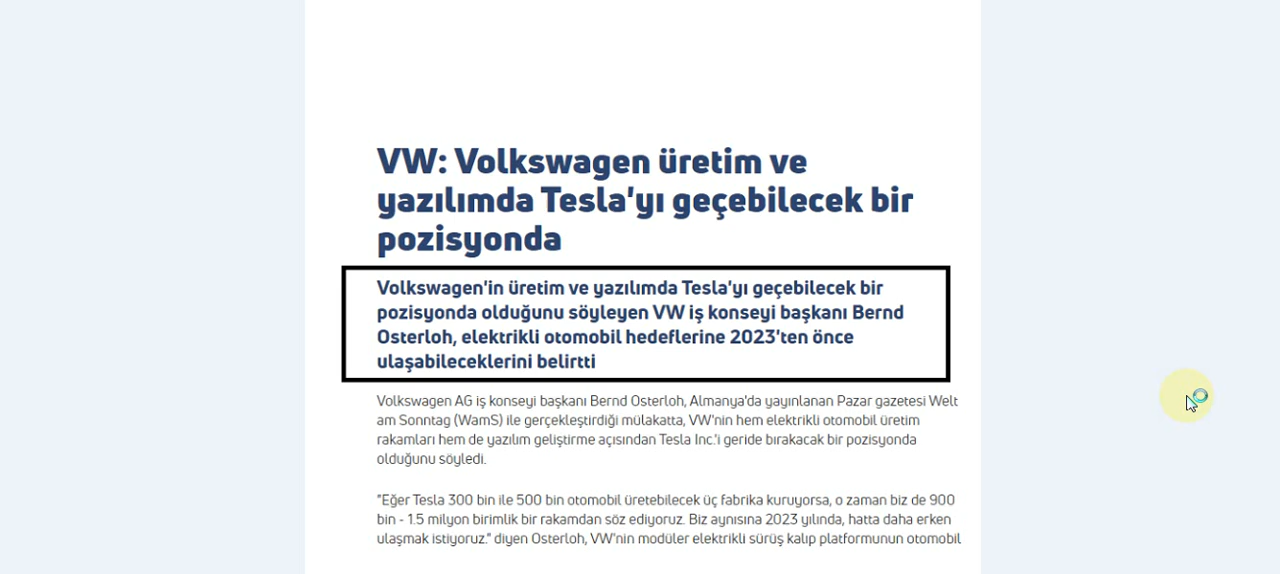 VW: Volkswagen üretim ve
yazılımda Tesla'yı geçebilecek bir
pozisyonda
Volkswagen'in üretim ve yazılımda Tesla'yı geçebilecek bir
pozisyonda olduğunu söyleyen VW iş konseyi başkanı Bernd
Osterloh, elektrikli otomobil hedeflerine 2023'ten önce
ulaşabileceklerini belirtti
Volkswagen AG iş konseyi başkanı Bernd Osterloh, Almanya'da yayınlanan Pazar gazetesi Welt
am Sonntag (WamS) ile gerçekleştirdiği mülakatta, VW'nin hem elektrikli otomobil üretim
rakamları hem de yazılım geliştirme açısından Tesla Inc.'i geride bırakacak bir pozisyonda
olduğunu söyledi.
"Eğer Tesla 300 bin ile 500 bin otomobil üretebilecek üç fabrika kuruyorsa, o zaman biz de 900
bin - 1.5 milyon birimlik bir rakamdan söz ediyoruz. Biz aynısına 2023 yılında, hatta daha erken
ulaşmak istiyoruz." diyen Osterloh, VW'nin modüler elektrikli sürüş kalıp platformunun otomobil